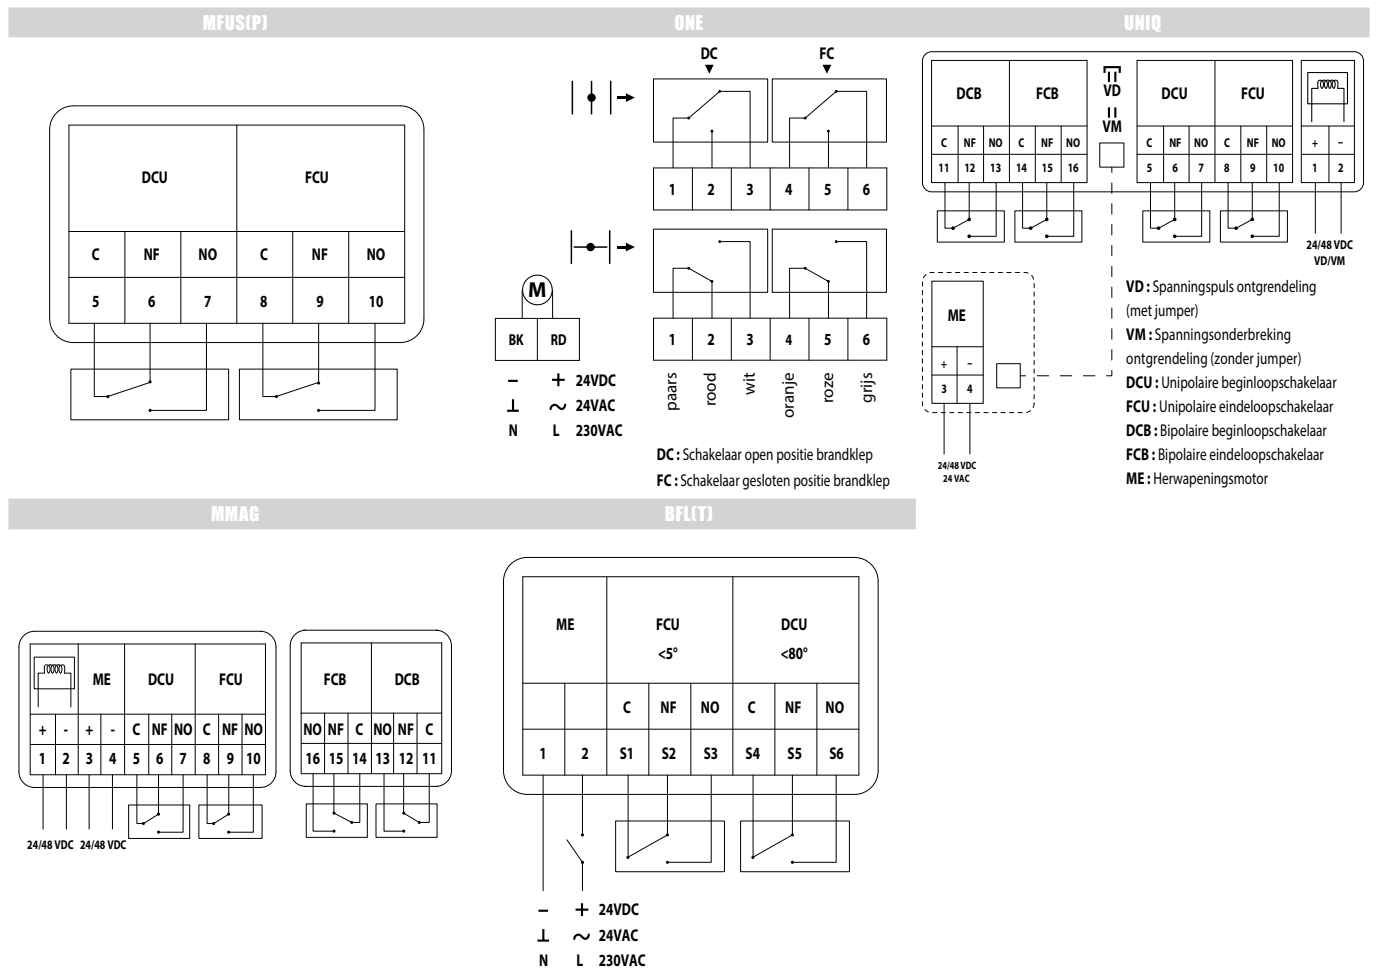 MFUS(P)
ONE
UNIQ
DCU FCU
C NF NO C NF NO
5 6 7 8 9 10
DC FC
1 2 3 4 5 6
M
BK RD
– + 24VDC
⊥ ~ 24VAC
N L 230VAC
1 2 3 4 5 6
paars rood wit oranje roze grijs
DC : Schakelaar open positie brandklep
FC : Schakelaar gesloten positie brandklep
DCB FCB
VD
VM
DCU FCU
C NF NO C NF NO
11 12 13 14 15 16
C NF NO C NF NO + –
5 6 7 8 9 10 1 2
24/48 VDC
VD/VM
ME
+ –
3 4
24/48 VDC
24 VAC
VD : Spanningspuls ontgrendeling
(met jumper)
VM : Spanningsonderbreking
ontgrendeling (zonder jumper)
DCU : Unipolaire beginloopschakelaar
FCU : Unipolaire eindeloopschakelaar
DCB : Bipolaire beginloopschakelaar
FCB : Bipolaire eindeloopschakelaar
ME : Herwapeningsmotor
MMAG
BFL(T)
ME DCU FCU
+ - + - C NF NO C NF NO
1 2 3 4 5 6 7 8 9 10
24/48 VDC 24/48 VDC
FCB DCB
NO NF C NO NF C
16 15 14 13 12 11
ME FCU DCU
<5° <80°
C NF NO C NF NO
1 2 S1 S2 S3 S4 S5 S6
– + 24VDC
⊥ ~ 24VAC
N L 230VAC